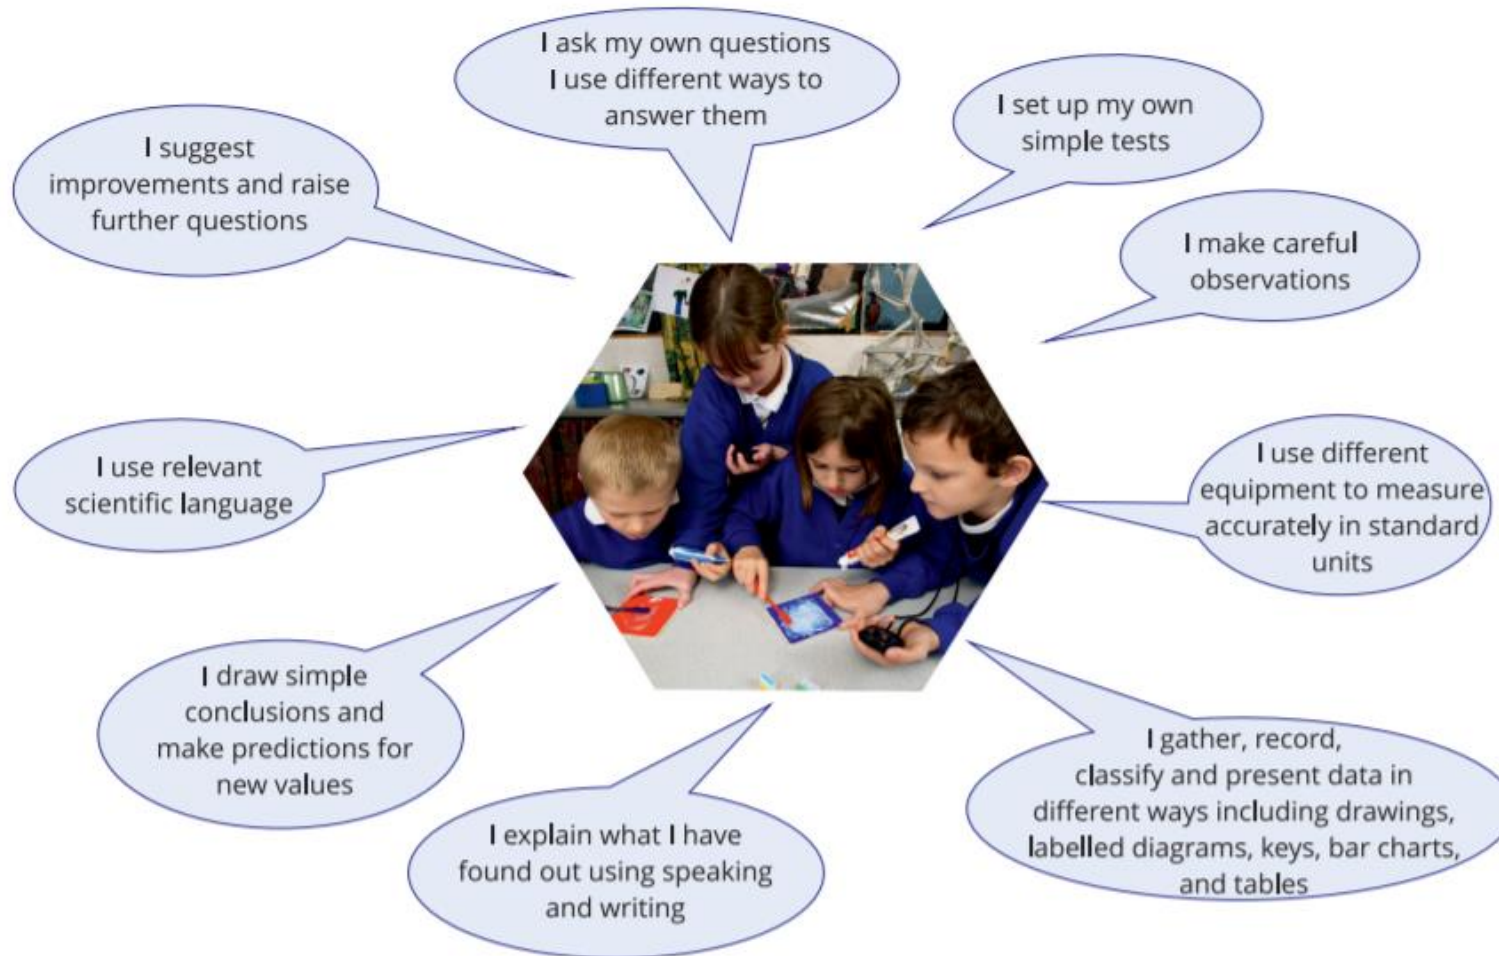 I ask my own questions
I use different ways to
answer them
I set up my own
simple tests
I make careful
observations
I use different
equipment to measure
accurately in standard
units
I gather, record,
classify and present data in
different ways including drawings,
labelled diagrams, keys, bar charts,
and tables
I explain what I have
found out using speaking
and writing
I draw simple
conclusions and
make predictions for
new values
I use relevant
scientific language
I suggest
improvements and raise
further questions